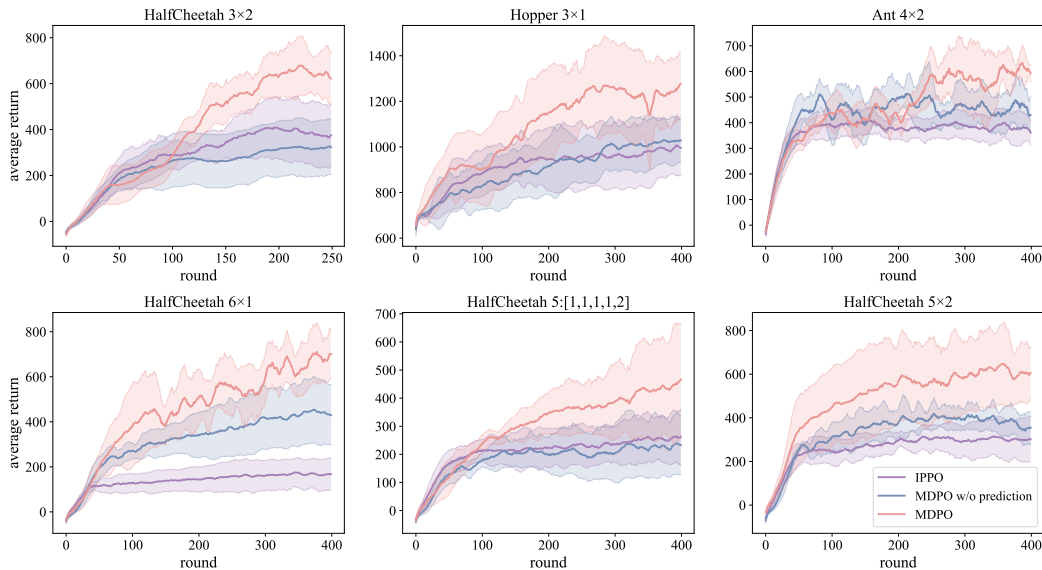 HalfCheetah 3×2
800
600
400
200
0
average return
0 50 100 150 200 250
round
Hopper 3×1
1400
1200
1000
800
600
0 100 200 300 400
round
Ant 4×2
700
600
500
400
300
200
100
0
0 100 200 300 400
round
HalfCheetah 6×1
800
600
400
200
0
average return
0 100 200 300 400
round
HalfCheetah 5:[1,1,1,1,2]
700
600
500
400
300
200
100
0
0 100 200 300 400
round
HalfCheetah 5×2
800
600
400
200
0
IPPO
MDPO w/o prediction
MDPO
0 100 200 300 400
round